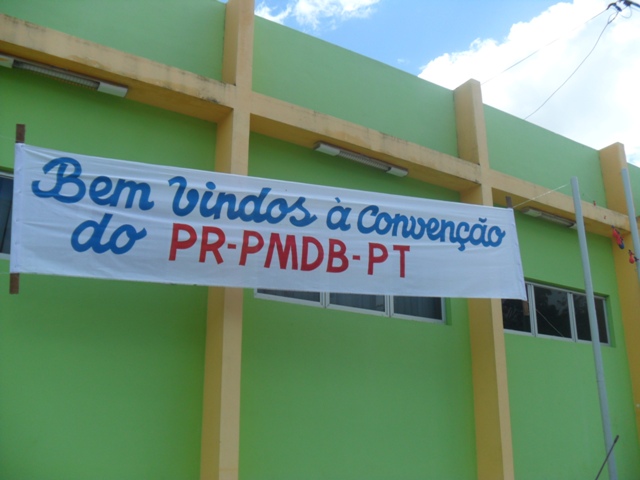 Bem vindos à Convenção
do PR-PMDB-PT